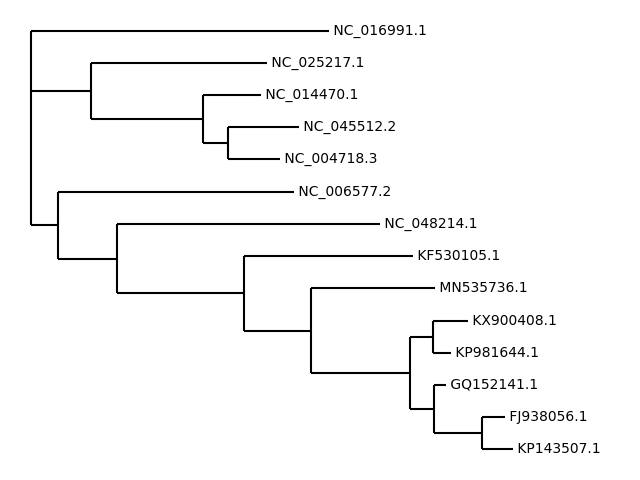 NC_016991.1
NC_025217.1
NC_014470.1
NC_045512.2
NC_004718.3
NC_006577.2
NC_048214.1
KF530105.1
MN535736.1
KX900408.1
KP981644.1
GQ152141.1
FJ938056.1
KP143507.1